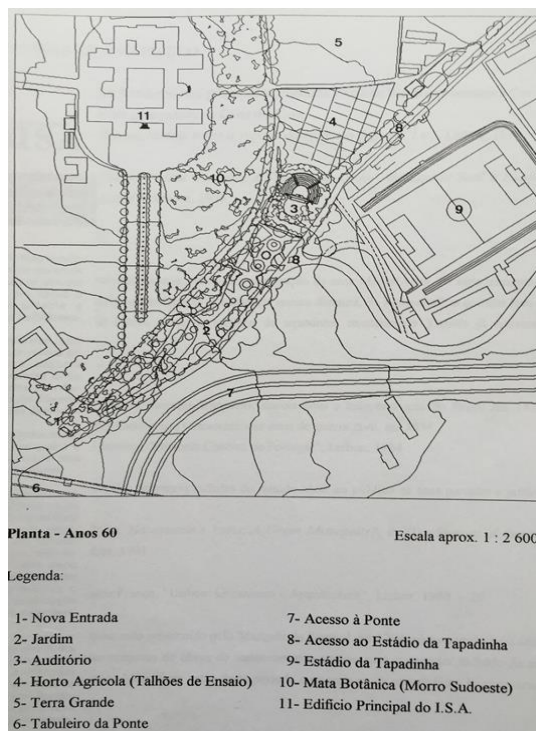 5
11
4
8
10
3
9
8
2
7
1
6
Planta - Anos 60
Escala aprox. 1 : 2 600
Legenda:
1- Nova Entrada
2- Jardim
3- Auditório
4- Horto Agrícola (Talhões de Ensaio)
5- Terra Grande
6- Tabuleiro da Ponte
7- Acesso à Ponte
8- Acesso ao Estádio da Tapadinha
9- Estádio da Tapadinha
10- Mata Botânica (Morro Sudoeste)
11- Edifício Principal do I.S.A.